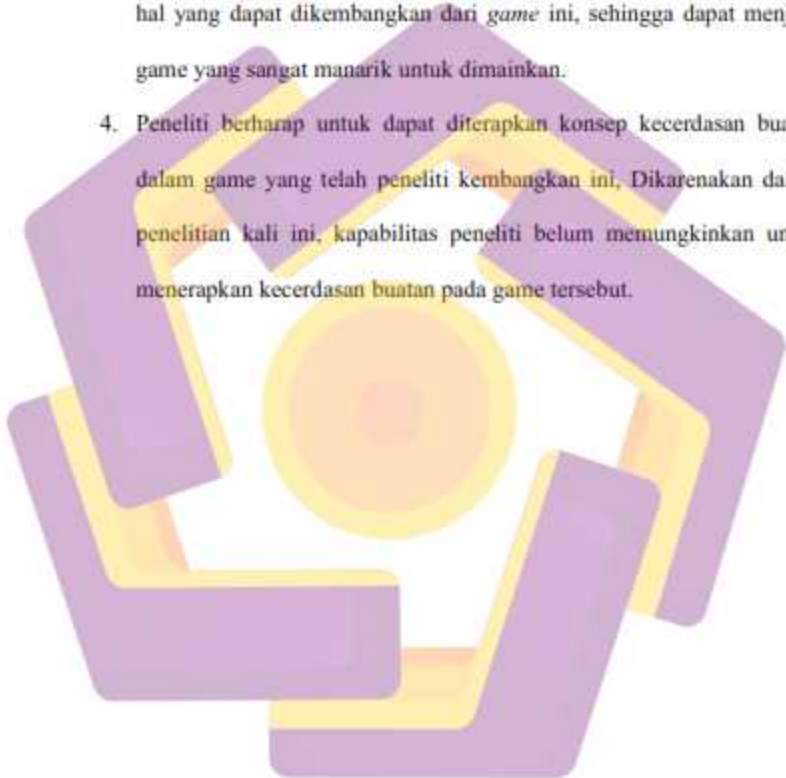 hal yang dapat dikembangkan dari game ini, sehingga dapat men
game yang sangat manarik untuk dimainkan.
4. Peneliti berharap untuk dapat diterapkan konsep kecerdasan bua
dalam game yang telah peneliti kembangkan ini, Dikarenakan da
penelitian kali ini, kapabilitas peneliti belum memungkinkan un
menerapkan kecerdasan buatan pada game tersebut.